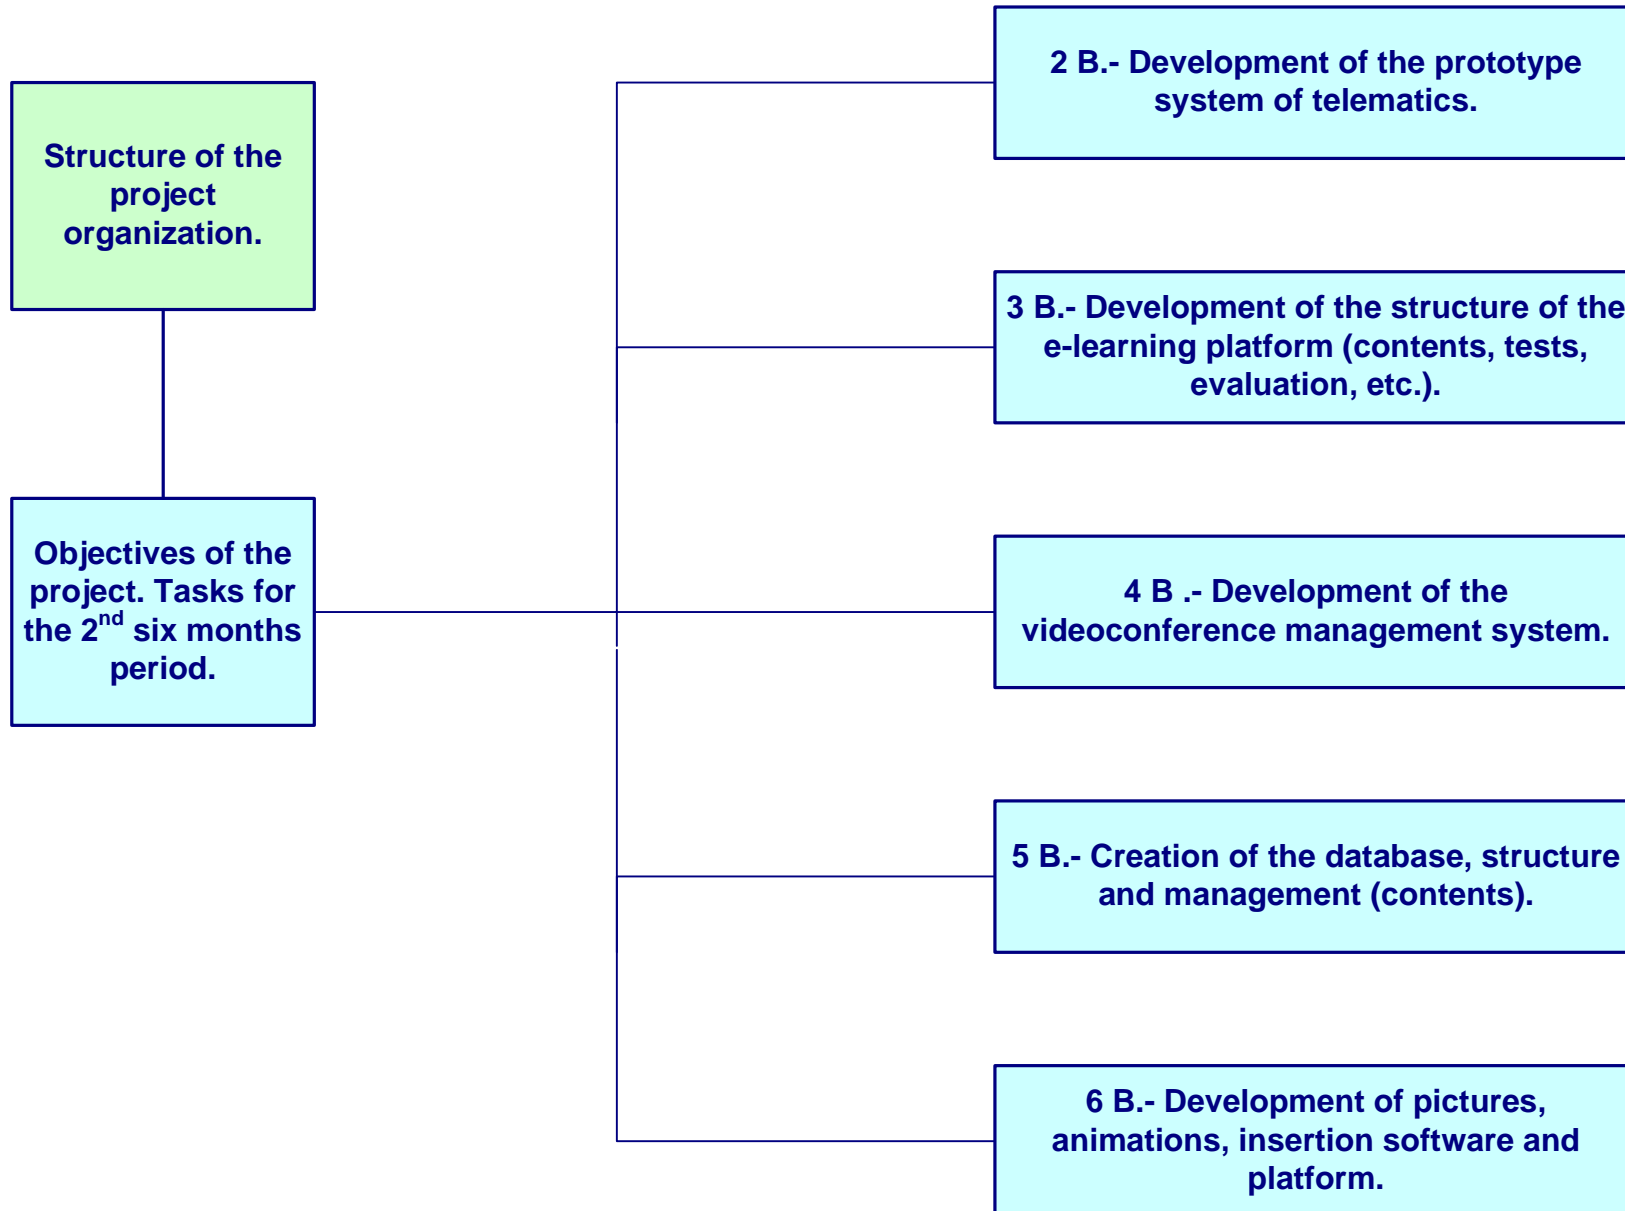 Structure of the
project
organization.
Objectives of the
project. Tasks for
the 2nd six months
period.
2 B.- Development of the prototype
system of telematics.
3 B.- Development of the structure of the
e-learning platform (contents, tests,
evaluation, etc.).
4 B .- Development of the
videoconference management system.
5 B.- Creation of the database, structure
and management (contents).
6 B.- Development of pictures,
animations, insertion software and
platform.